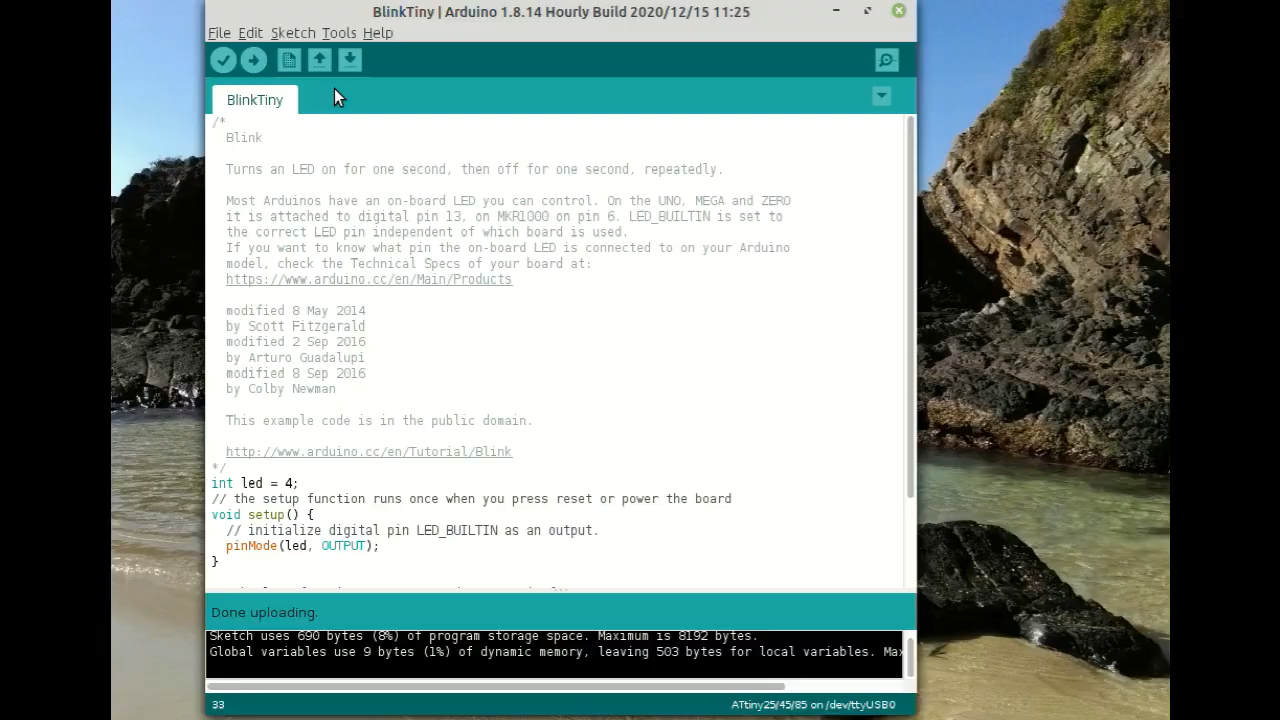 BlinkTiny | Arduino 1.8.14 Hourly Build 2020/12/15 11:25
File Edit Sketch Tools Help
BlinkTiny
/*
Blink
Turns an LED on for one second, then off for one second, repeatedly.
Most Arduinos have an on-board LED you can control. On the UNO, MEGA and ZERO
it is attached to digital pin 13, on MKR1000 on pin 6. LED_BUILTIN is set to
the correct LED pin independent of which board is used.
If you want to know what pin the on-board LED is connected to on your Arduino
model, check the Technical Specs of your board at:
https://www.arduino.cc/en/Main/Products
modified 8 May 2014
by Scott Fitzgerald
modified 2 Sep 2016
by Arturo Guadalupi
modified 8 Sep 2016
by Colby Newman
This example code is in the public domain.
http://www.arduino.cc/en/Tutorial/Blink
*/
int led = 4;
// the setup function runs once when you press reset or power the board
void setup() {
// initialize digital pin LED_BUILTIN as an output.
pinMode(led, OUTPUT);
}
Done uploading.
Sketch uses 690 bytes (8%) of program storage space. Maximum is 8192 bytes.
Global variables use 9 bytes (1%) of dynamic memory, leaving 503 bytes for local variables. Max
33
ATtiny25/45/85 on /dev/ttyUSB0